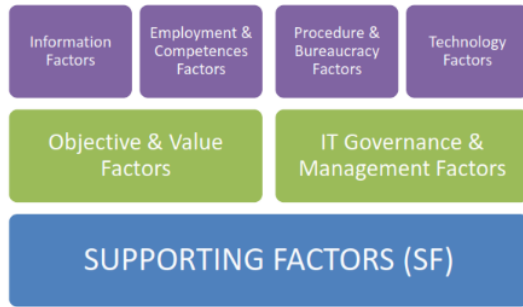 Information
Factors
Employment &
Competences
Factors
Procedure &
Bureaucracy
Factors
Technology
Factors
Objective & Value
Factors
IT Governance &
Management Factors
SUPPORTING FACTORS (SF)